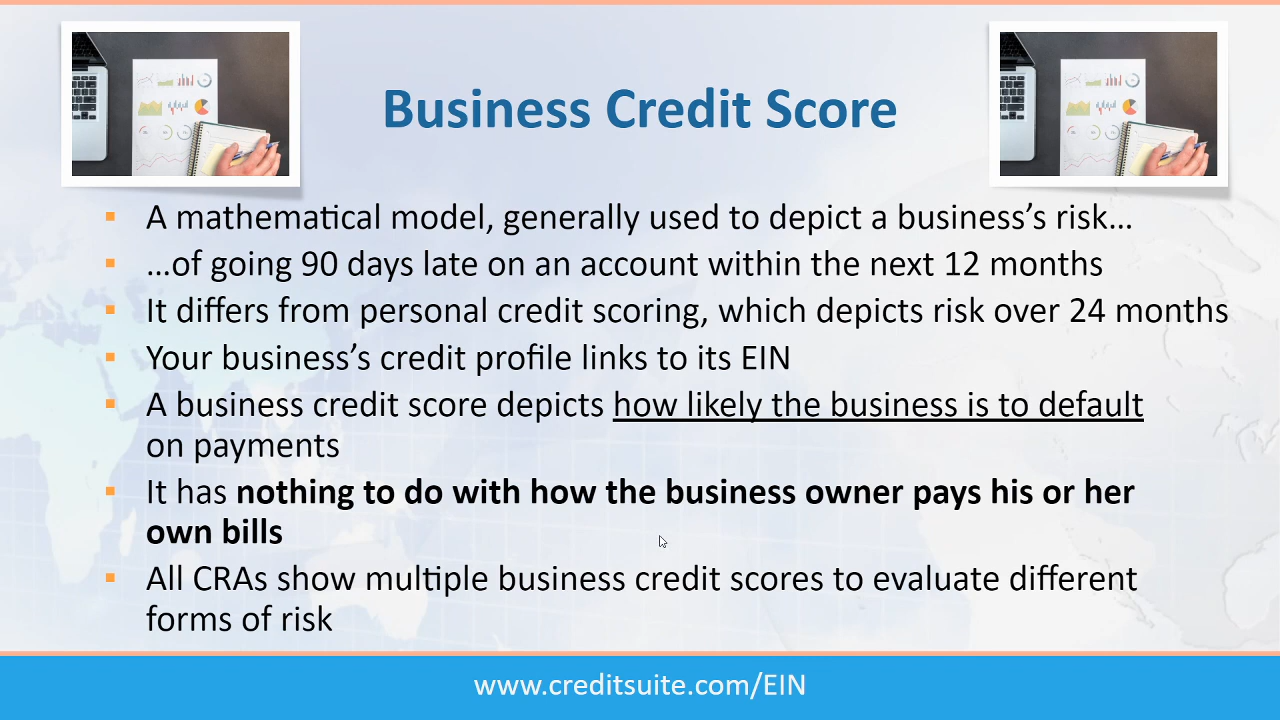 Business Credit Score
▪ A mathematical model, generally used to depict a business’s risk…
▪ …of going 90 days late on an account within the next 12 months
▪ It differs from personal credit scoring, which depicts risk over 24 months
▪ Your business’s credit profile links to its EIN
▪ A business credit score depicts how likely the business is to default
on payments
▪ It has nothing to do with how the business owner pays his or her
own bills
▪ All CRAs show multiple business credit scores to evaluate different
forms of risk
www.creditsuite.com/EIN